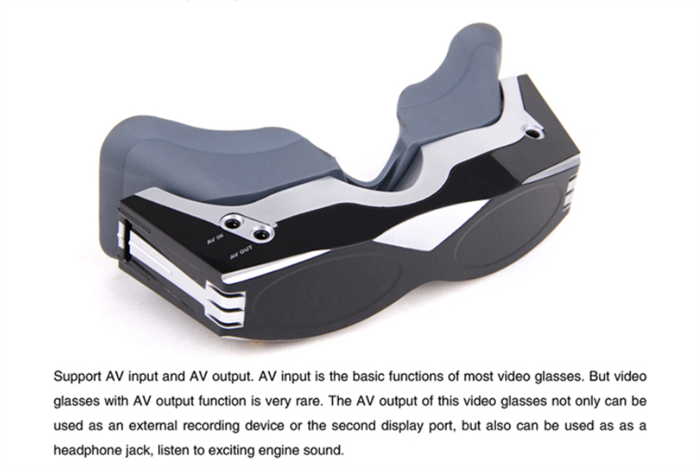 AV IN
AV OUT
Support AV input and AV output. AV input is the basic functions of most video glasses. But video
glasses with AV output function is very rare. The AV output of this video glasses not only can be
used as an external recording device or the second display port, but also can be used as as a
headphone jack, listen to exciting engine sound.